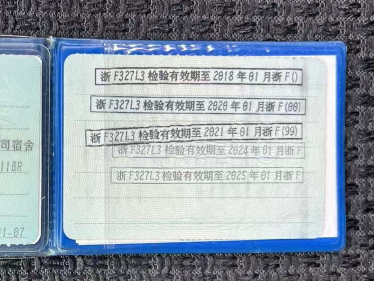 浙 F327L3 检验有效期至 2018 年 01 月浙 F()
浙 F327L3 检验有效期至 2020 年 01 月浙 F(00)
浙 F327L3 检验有效期至 2021 年 01 月浙 F(99)
浙 F327L3 检验有效期至 2024 年 01 月浙 F
浙 F327L3 检验有效期至 2025 年 01 月浙 F
司宿舍